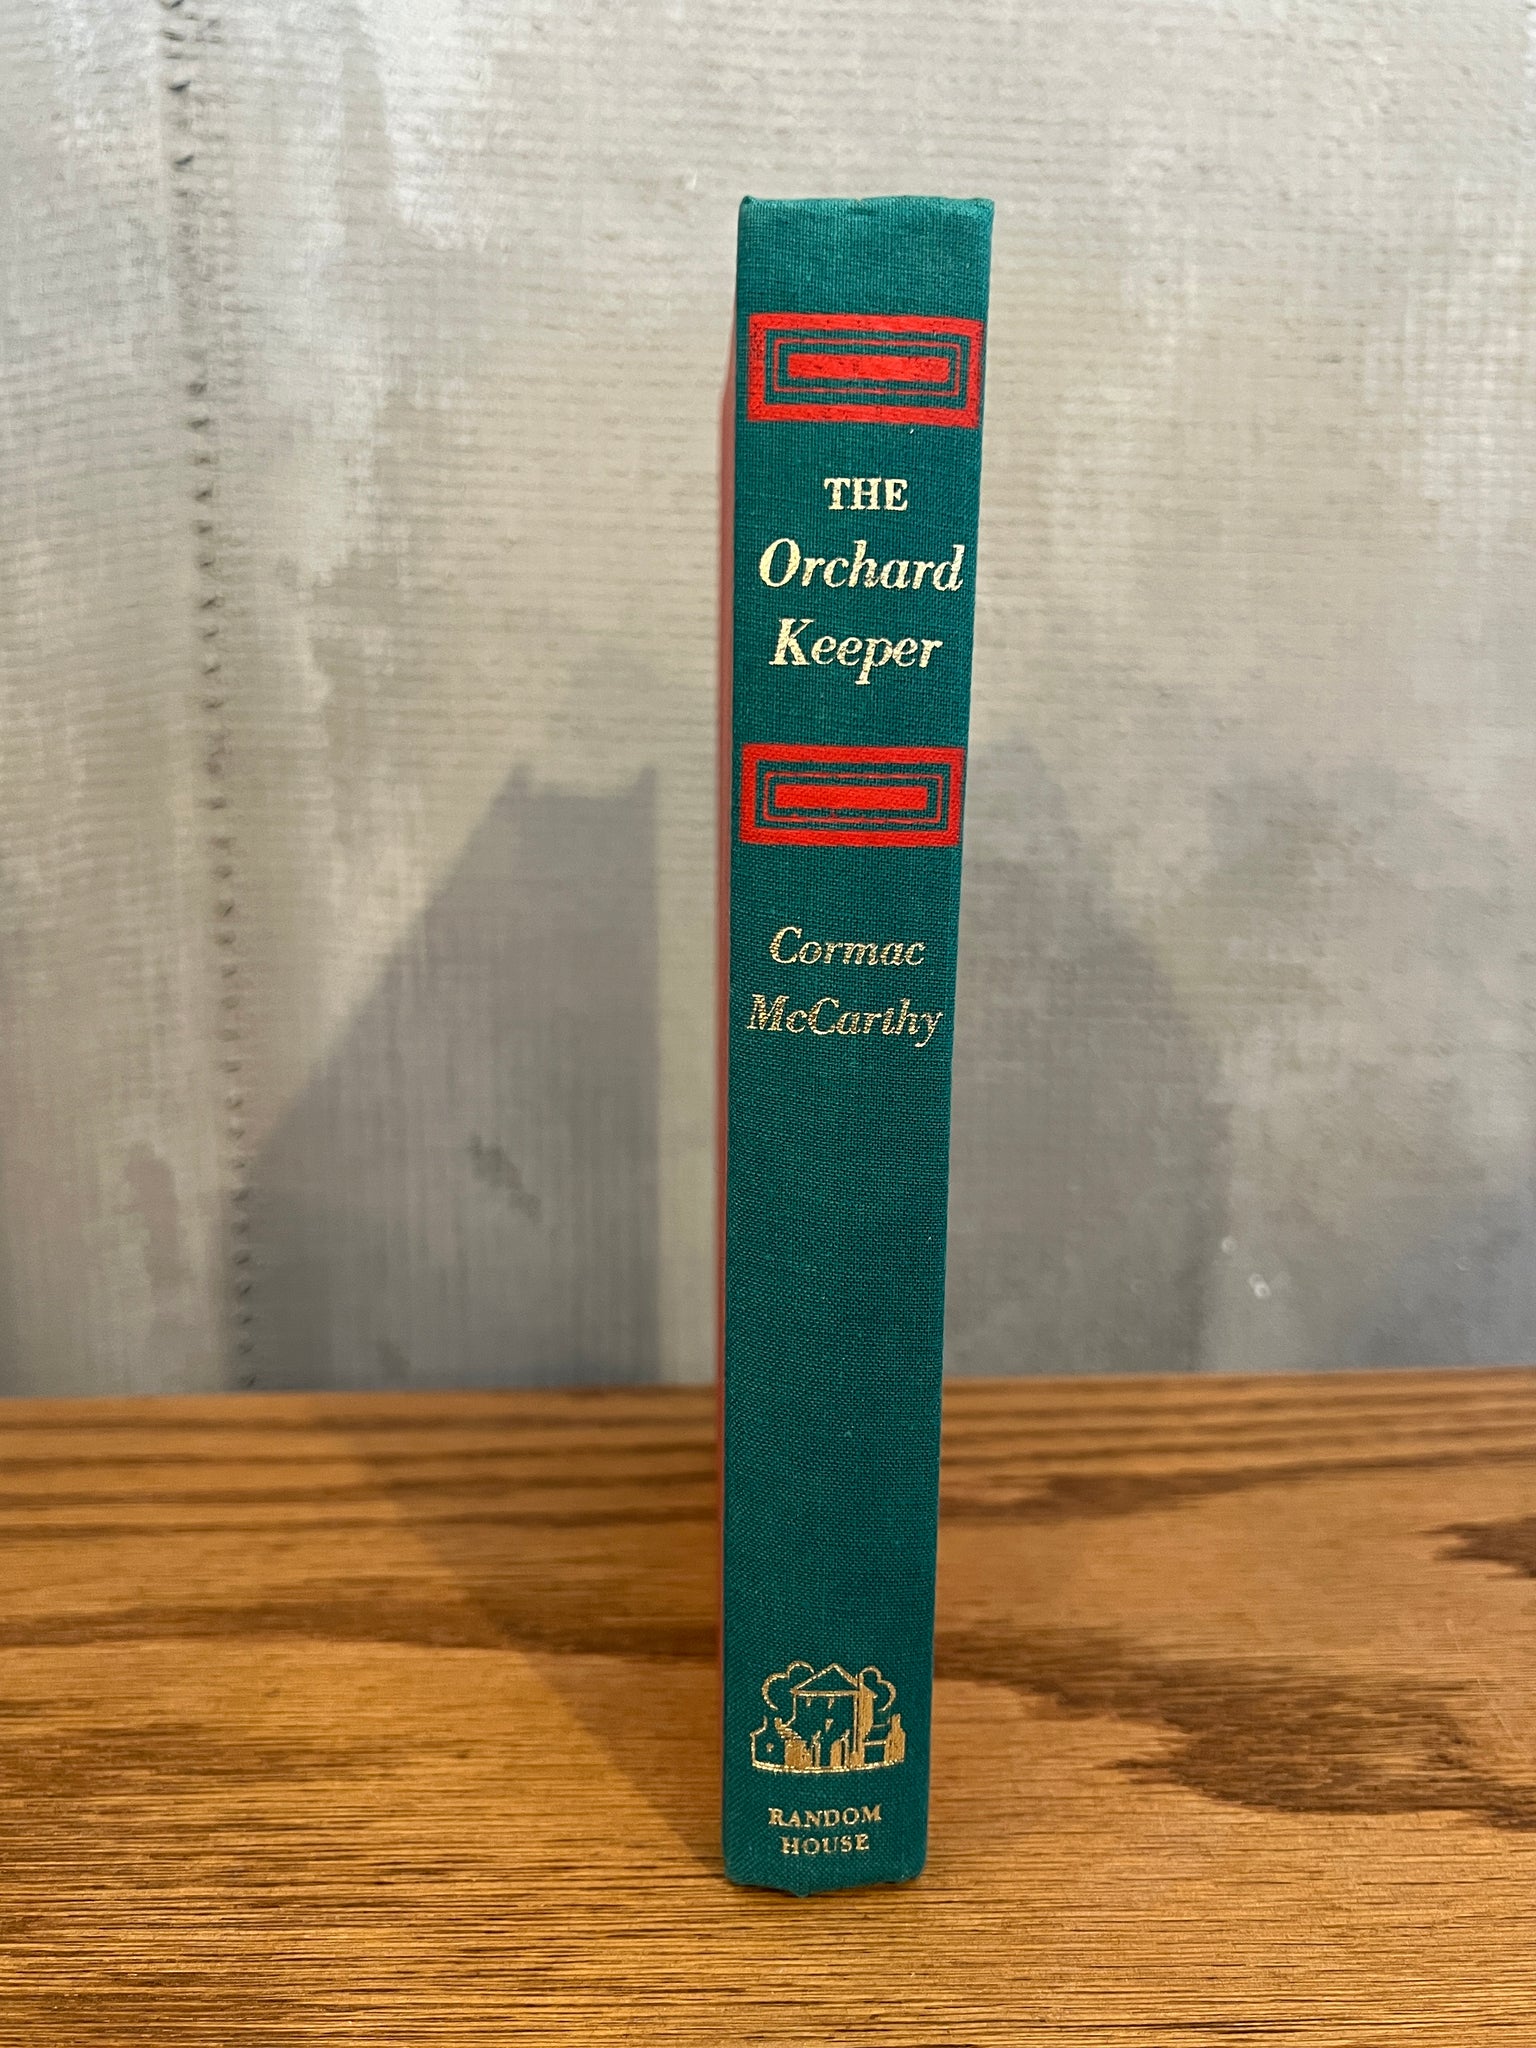 THE
Orchard
Keeper
Cormac
McCarthy
RANDOM
HOUSE